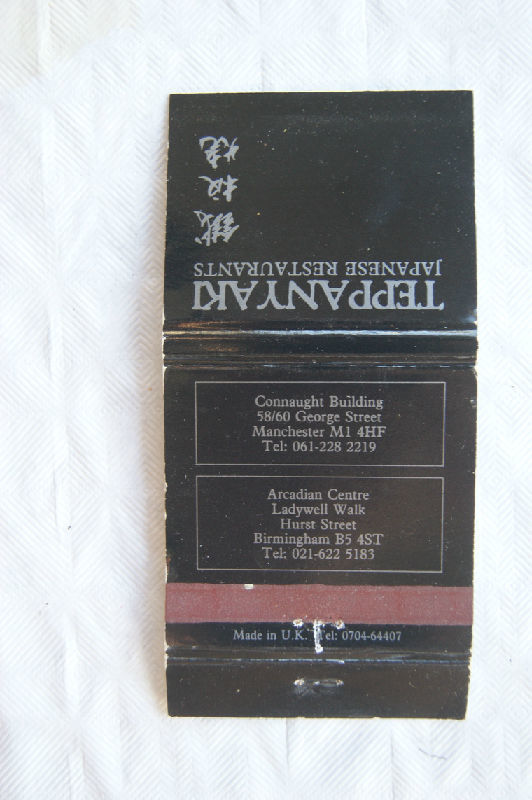 鉄板焼
TEPPANYAKI
JAPANESE RESTAURANTS
Connaught Building
58/60 George Street
Manchester M1 4HF
Tel: 061-228 2219
Arcadian Centre
Ladywell Walk
Hurst Street
Birmingham B5 4ST
Tel: 021-622 5183
Made in U.K. Tel: 0704-64407